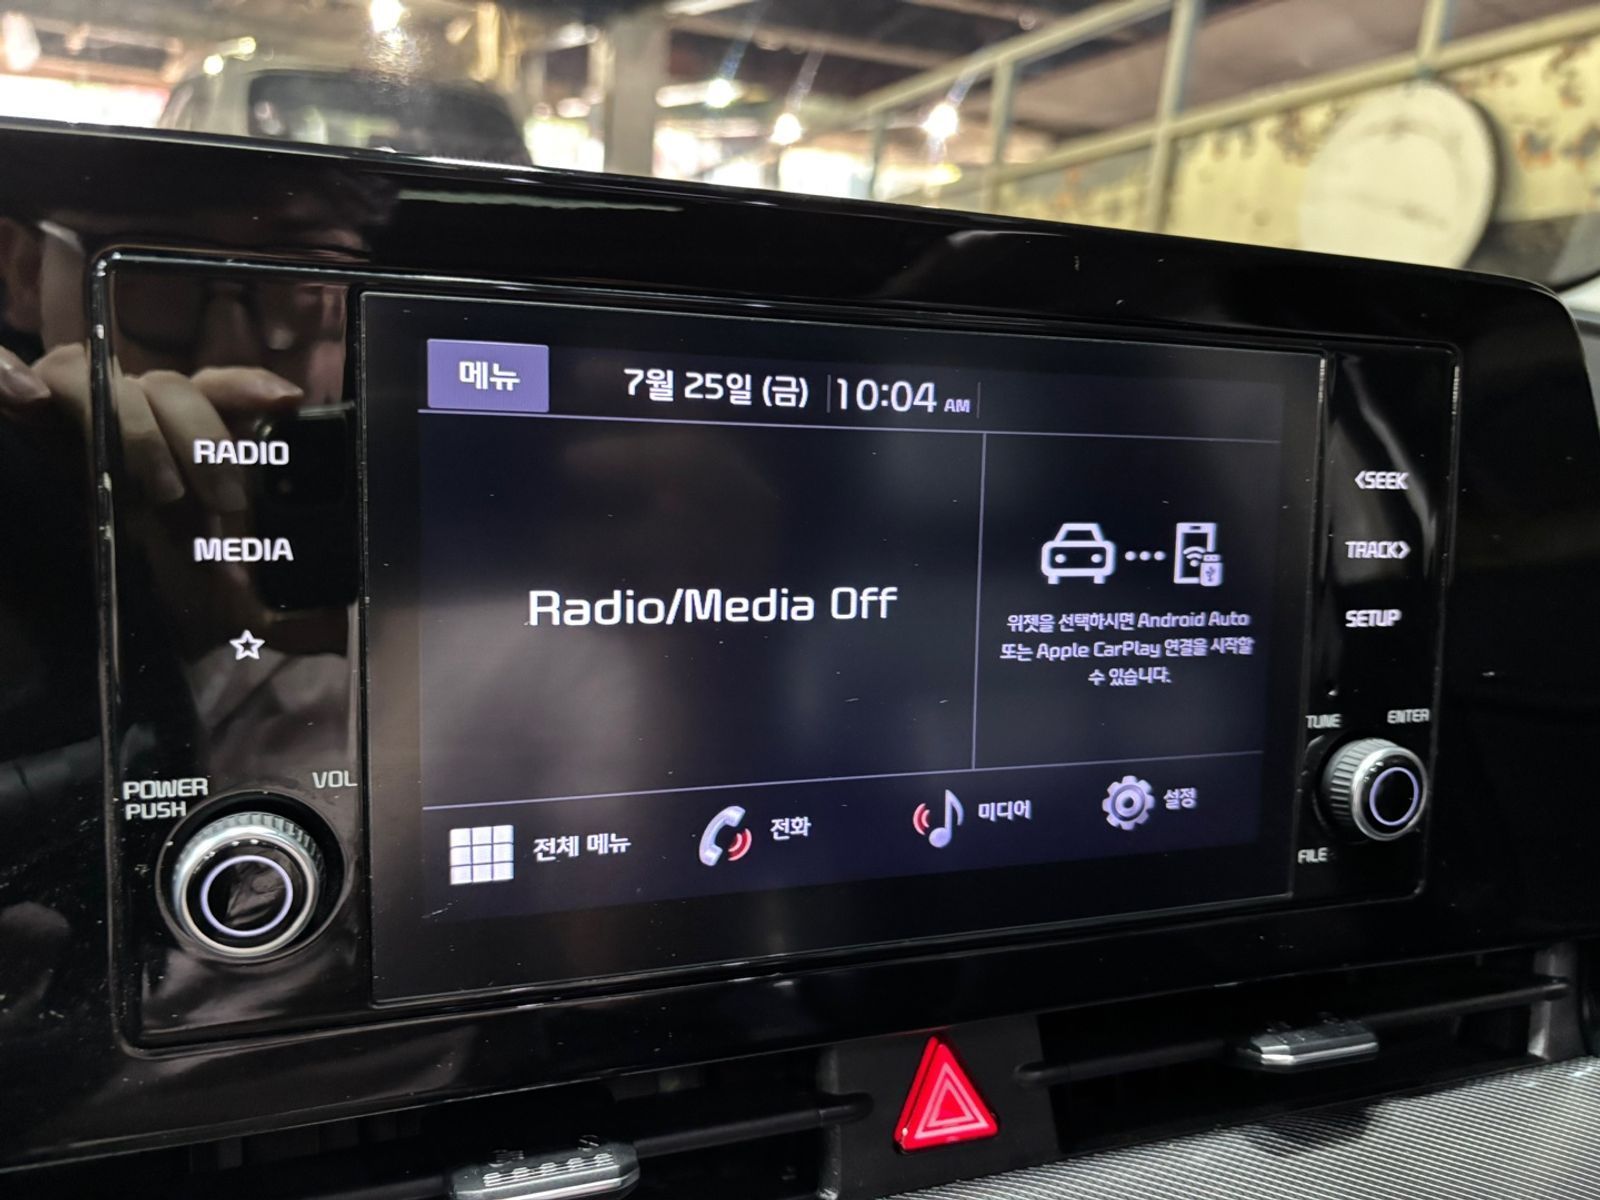 메뉴
7월 25일 (금) 10:04 AM
RADIO
MEDIA
POWER PUSH
VOL
Radio/Media Off
위젯을 선택하시면 Android Auto
또는 Apple CarPlay 연결을 시작할
수 있습니다.
전체 메뉴
전화
미디어
설정
<SEEK
TRACK>
SETUP
TUNE
ENTER
FILE